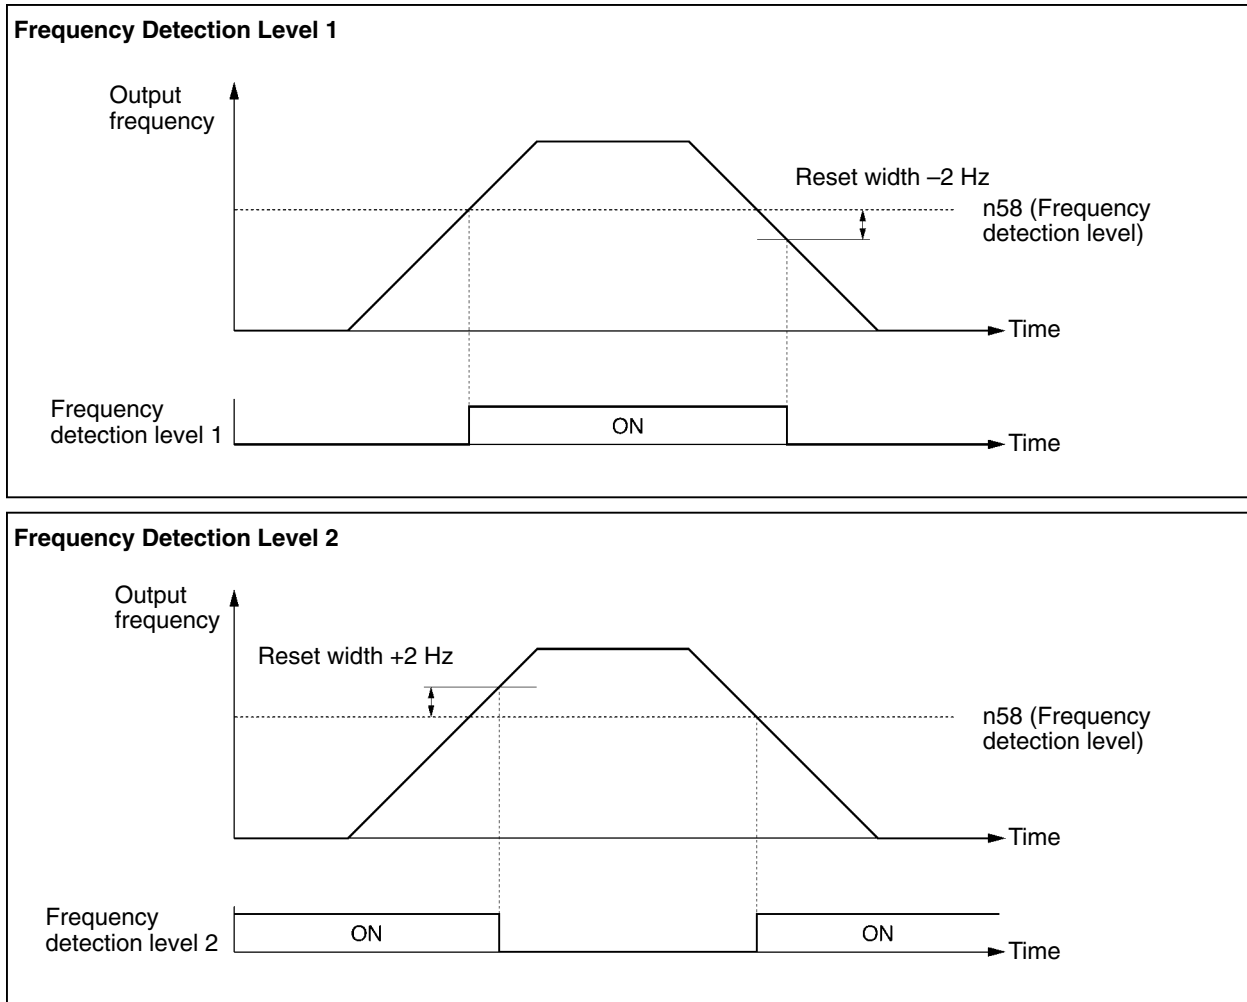 Frequency Detection Level 1
Output
frequency
Reset width –2 Hz
n58 (Frequency
detection level)
Time
Frequency
detection level 1
ON
Time
Frequency Detection Level 2
Output
frequency
Reset width +2 Hz
n58 (Frequency
detection level)
Time
Frequency
detection level 2
ON
ON
Time